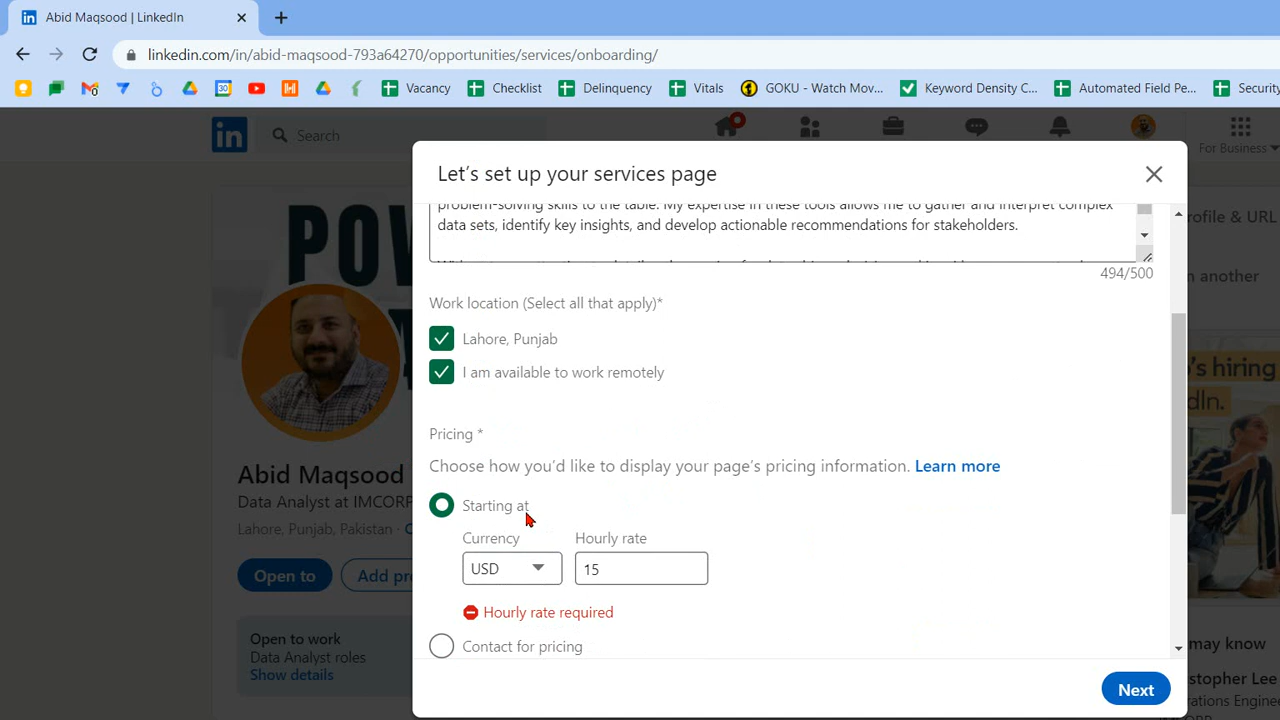 Abid Maqsood | LinkedIn
linkedin.com/in/abid-maqsood-793a64270/opportunities/services/onboarding/
Vacancy Checklist Delinquency Vitals GOKU - Watch Mov... Keyword Density C... Automated Field Pe... Security
in Search For Business
Let's set up your services page
problem-solving skills to the table. My expertise in these tools allows me to gather and interpret complex
data sets, identify key insights, and develop actionable recommendations for stakeholders.
494/500
Work location (Select all that apply)*
Lahore, Punjab
I am available to work remotely
Pricing *
Choose how you'd like to display your page's pricing information. Learn more
Starting at
Currency Hourly rate
USD 15
Hourly rate required
Contact for pricing
Next
POW
Abid Maqsood
Data Analyst at IMCORP
Lahore, Punjab, Pakistan ·
Open to Add pr
Open to work
Data Analyst roles
Show details
rofile & URL
n another
o's hiring
In.
may know
stopher Lee
rations Engine